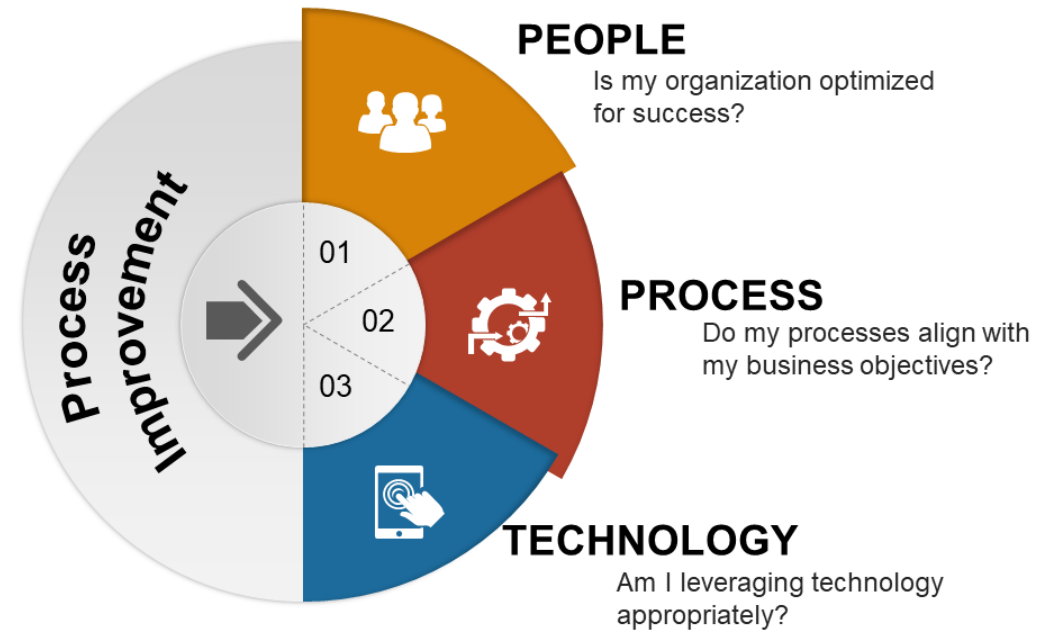 Process
Improvement
01
02
03
PEOPLE
Is my organization optimized
for success?
PROCESS
Do my processes align with
my business objectives?
TECHNOLOGY
Am I leveraging technology
appropriately?